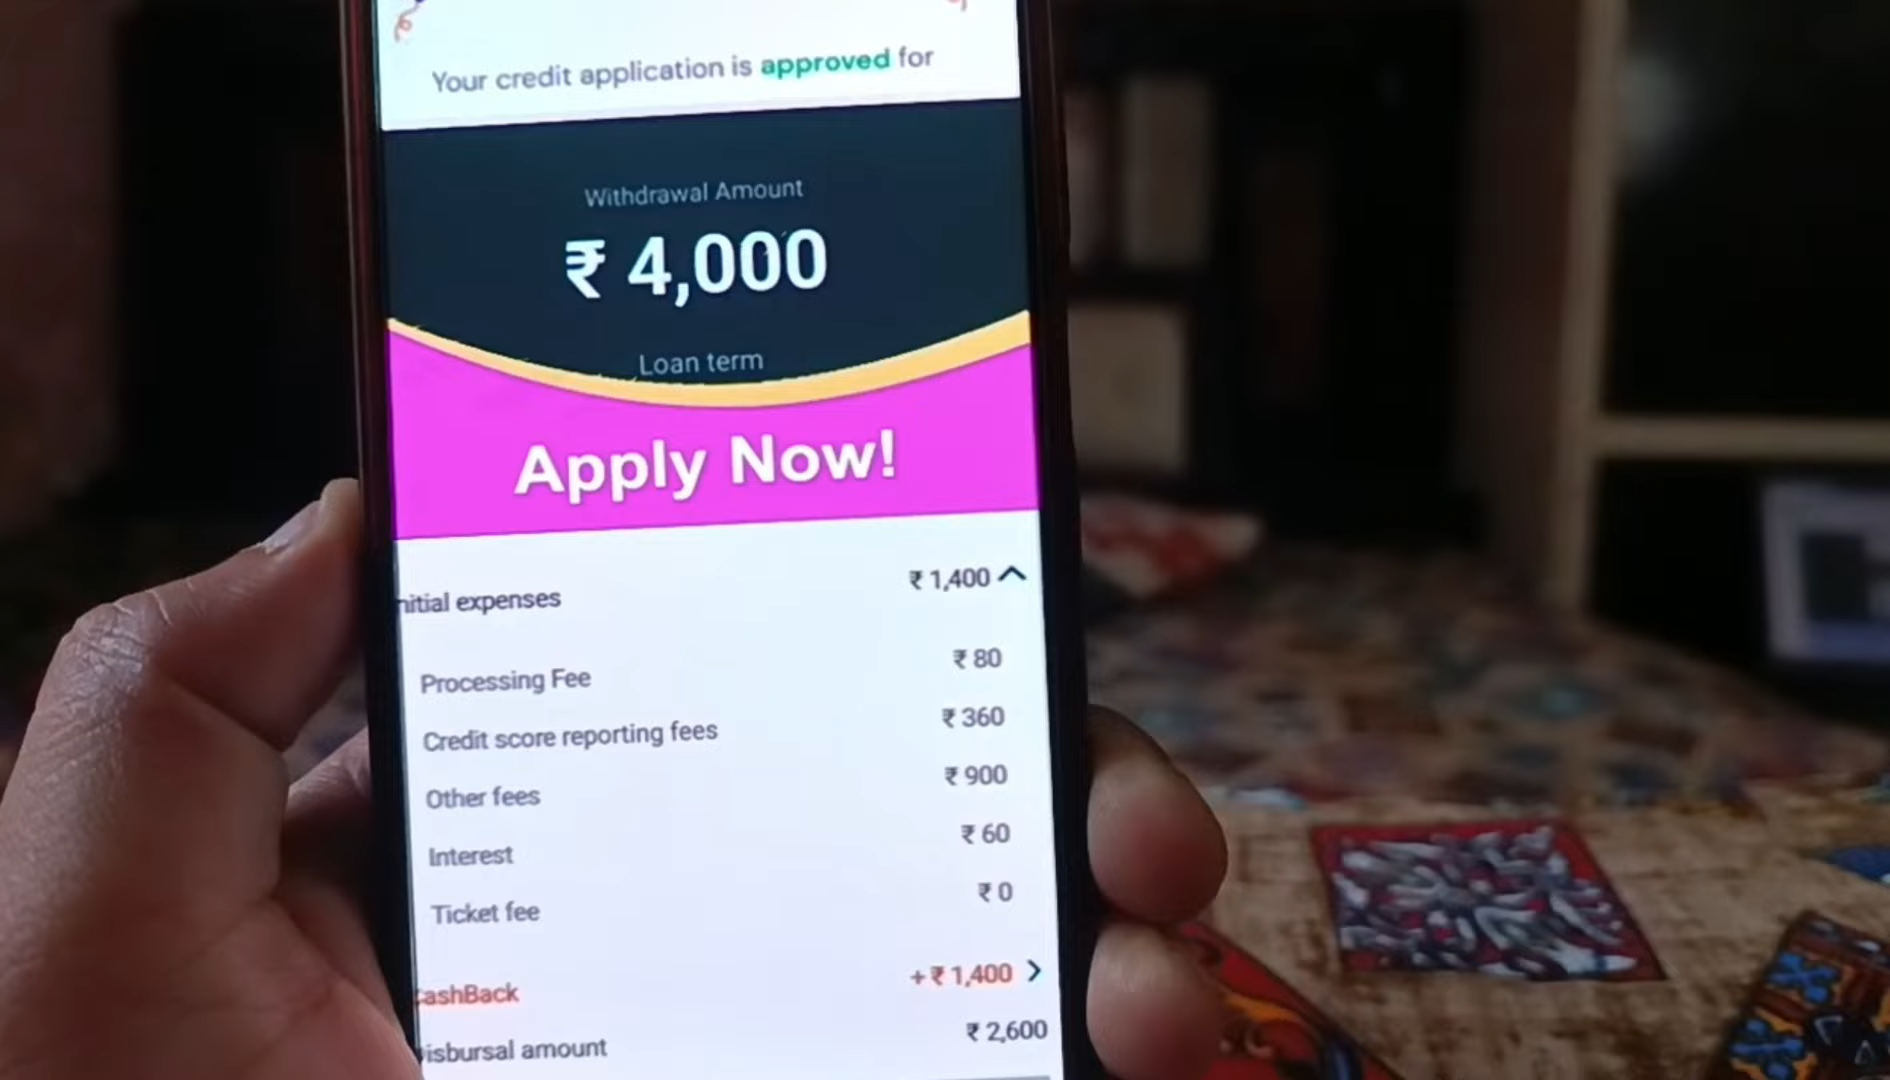 Your credit application is approved for
Withdrawal Amount
₹ 4,000
Loan term
Apply Now!
nitial expenses ₹ 1,400
Processing Fee ₹ 80
Credit score reporting fees ₹ 360
Other fees ₹ 900
Interest ₹ 60
Ticket fee ₹ 0
CashBack +₹ 1,400
isbursal amount ₹ 2,600